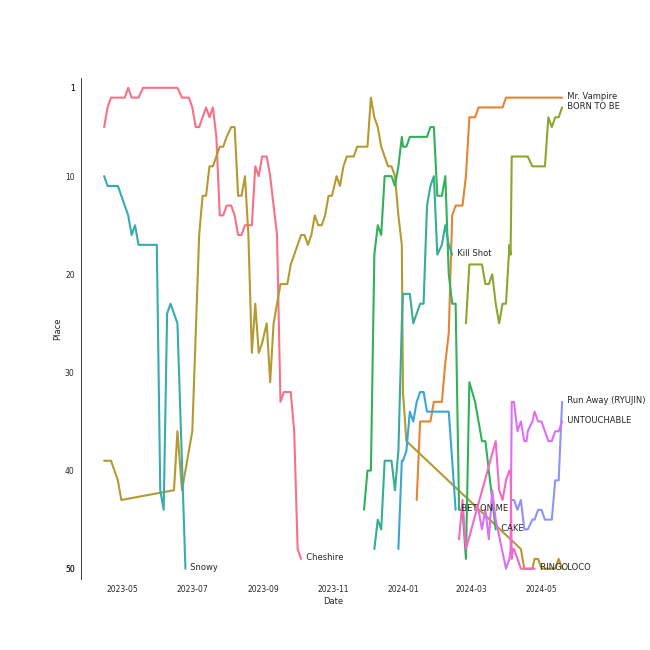 1
Mr. Vampire
BORN TO BE
10
Kill Shot
20
Place
30
Run Away (RYUJIN)
UNTOUCHABLE
40
BET ON ME
CAKE
Cheshire
50
Snowy
LOCO
2023-05
2023-07
2023-09
2023-11
2024-01
2024-03
2024-05
Date